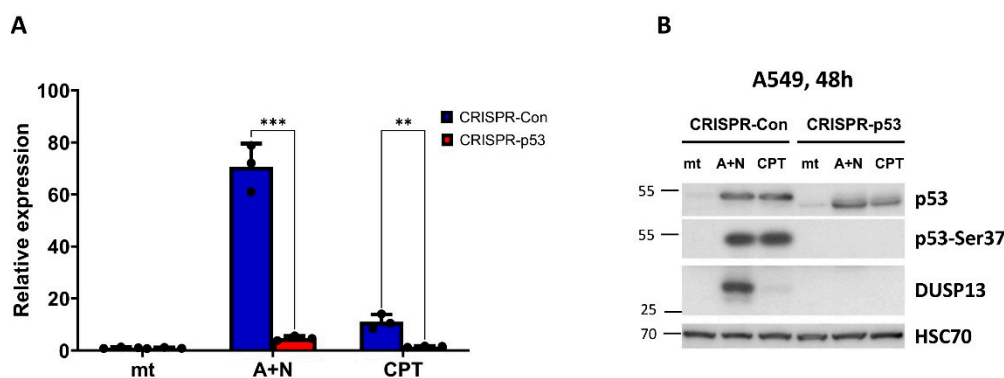 A
Relative expression
100
80
60
40
20
0
***
**
CRISPR-Con
CRISPR-p53
mt
A+N
CPT
B
A549, 48h
CRISPR-Con CRISPR-p53
mt A+N CPT mt A+N CPT
55 p53
55 p53-Ser37
DUSP13
25
70 HSC70